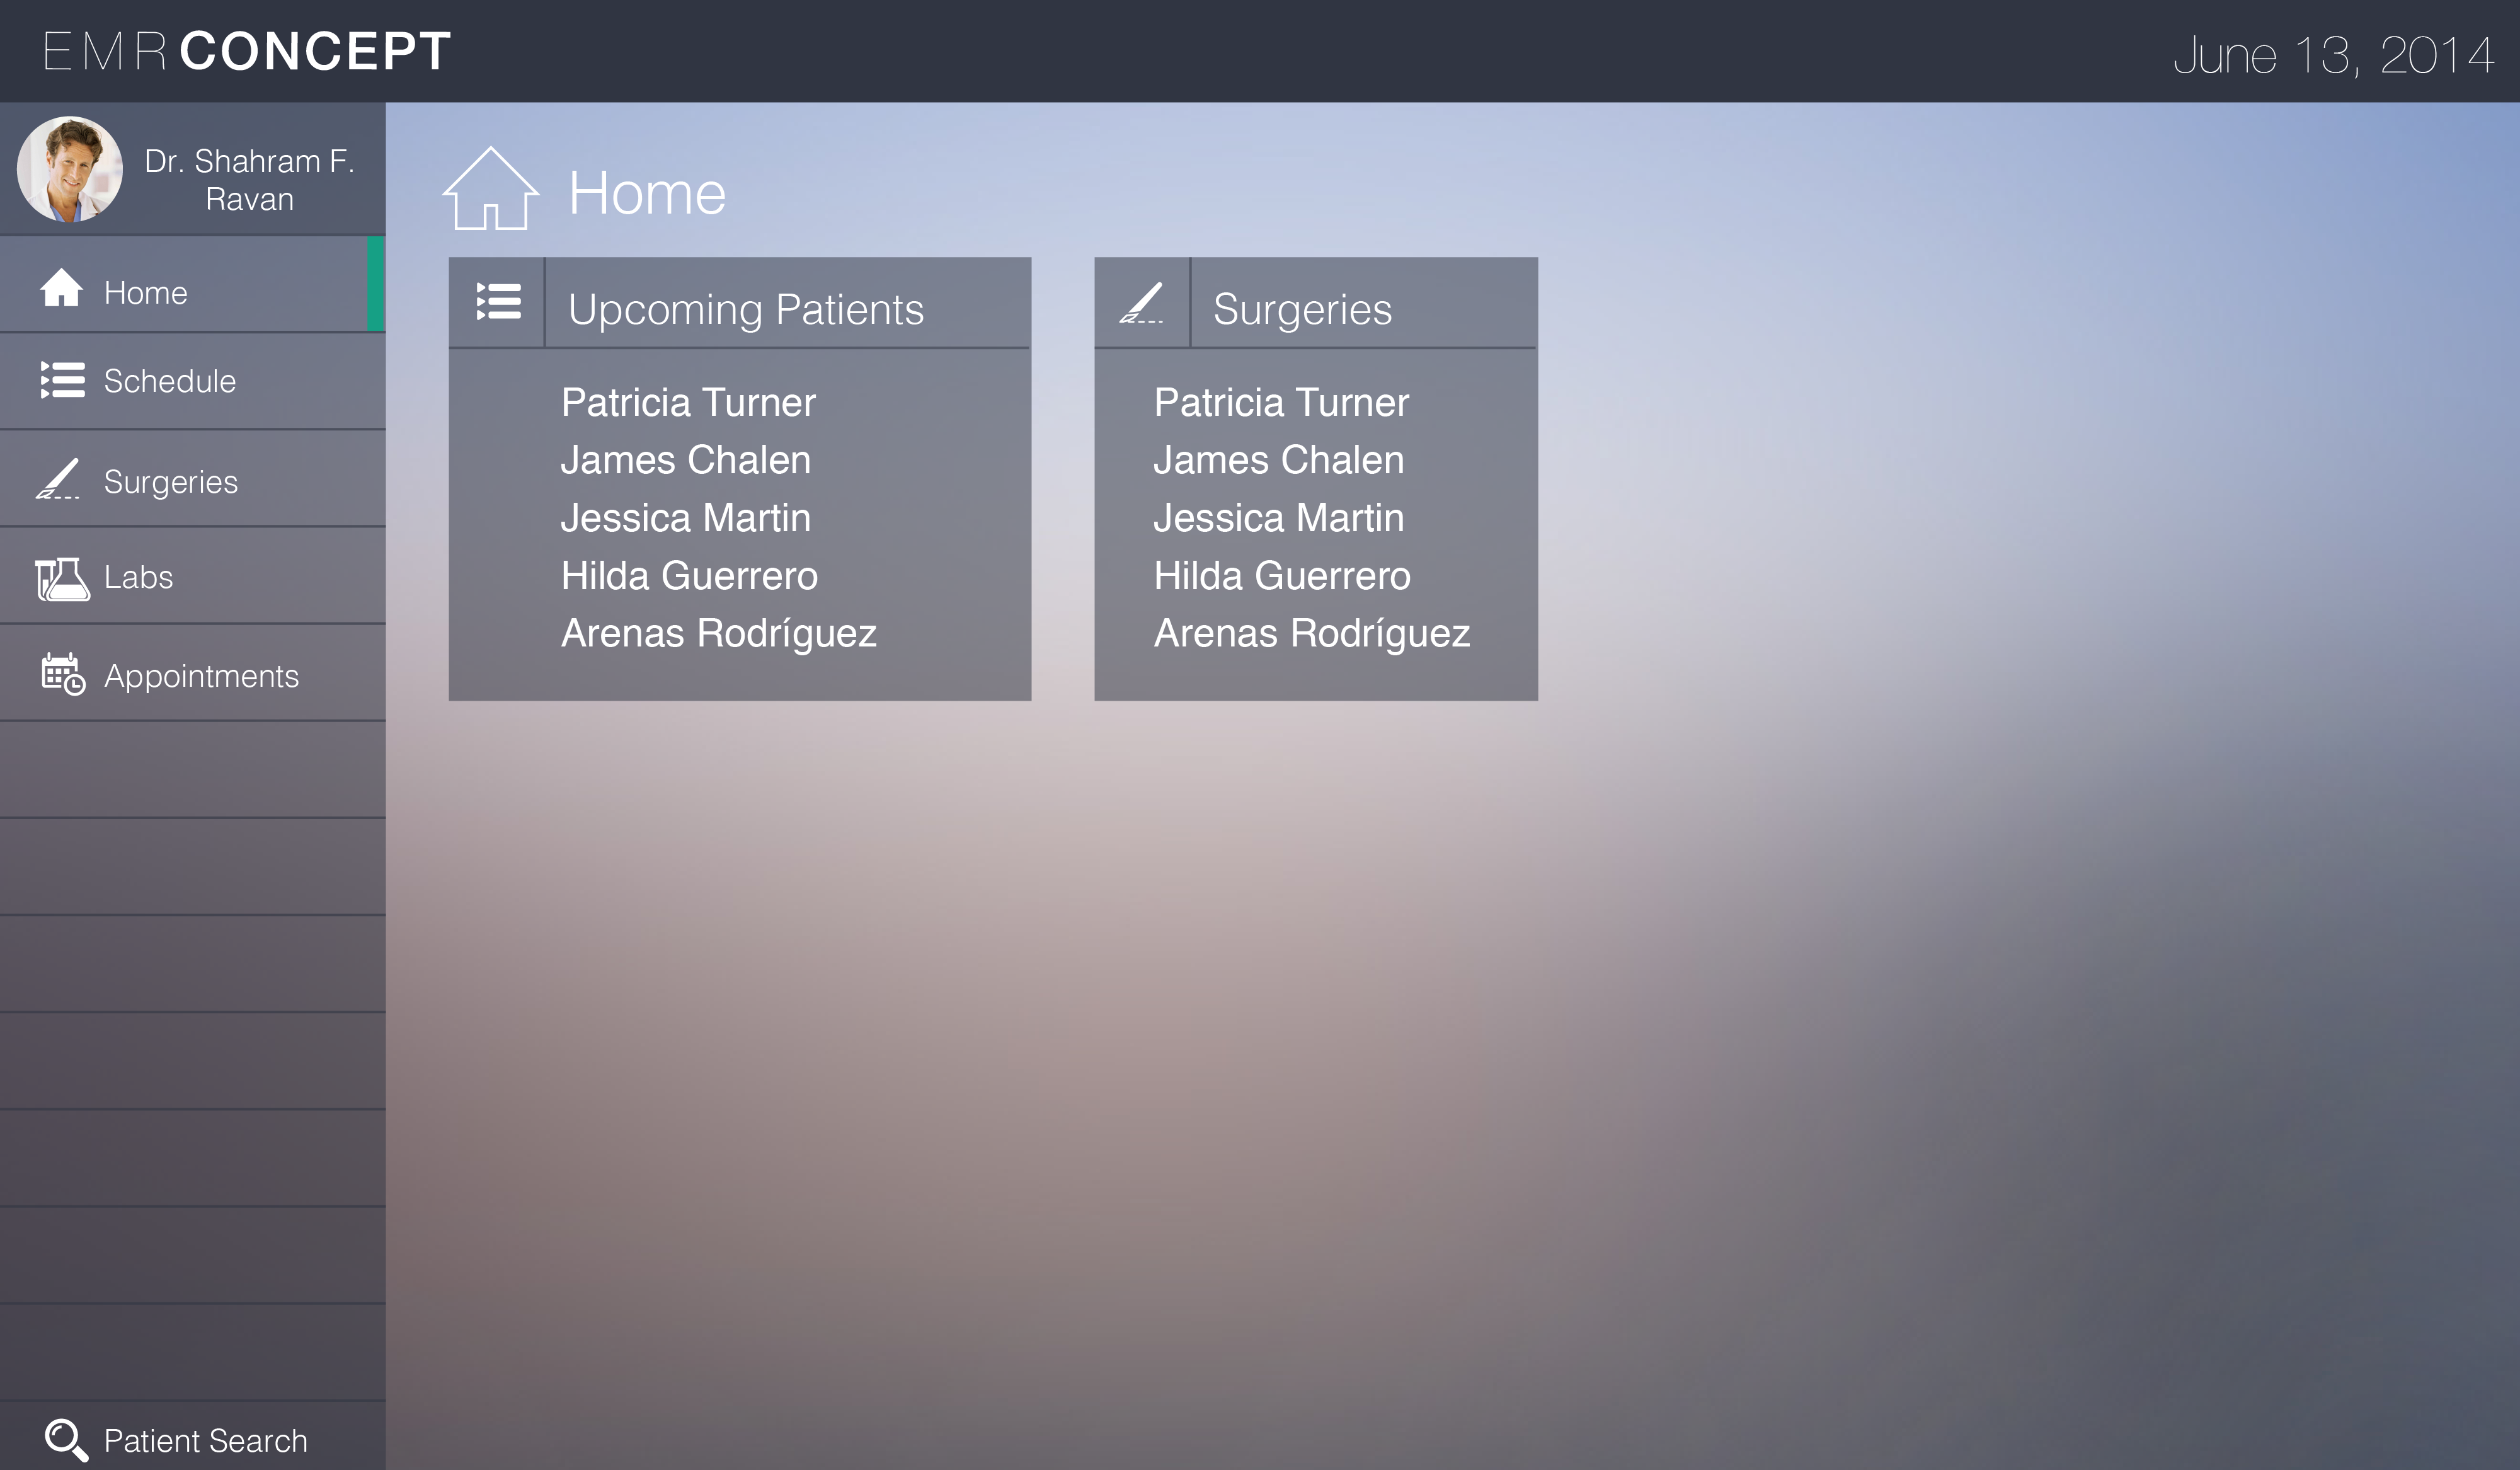 EMR CONCEPT
June 13, 2014
Dr. Shahram F.
Ravan
Home
Schedule
Surgeries
Labs
Appointments
Patient Search
Home
Upcoming Patients
Patricia Turner
James Chalen
Jessica Martin
Hilda Guerrero
Arenas Rodríguez
Surgeries
Patricia Turner
James Chalen
Jessica Martin
Hilda Guerrero
Arenas Rodríguez